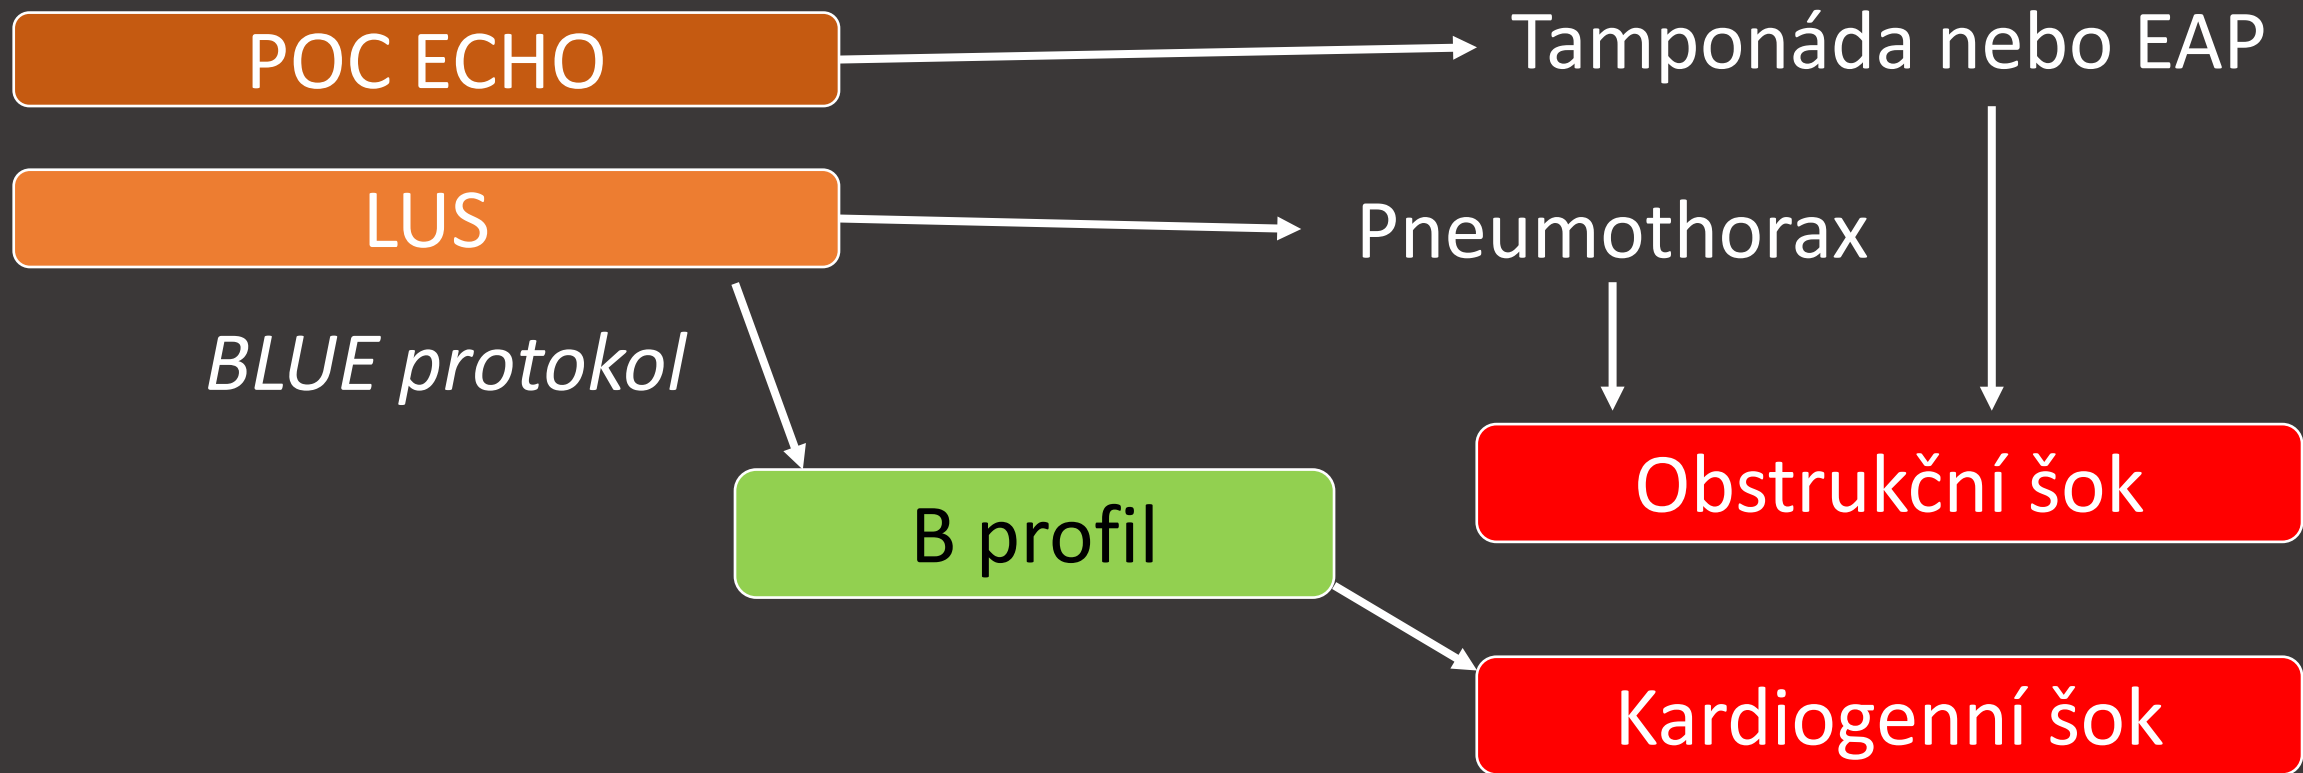 POC ECHO
Tamponáda nebo EAP
LUS
Pneumothorax
BLUE protokol
B profil
Obstrukční šok
Kardiogenní šok